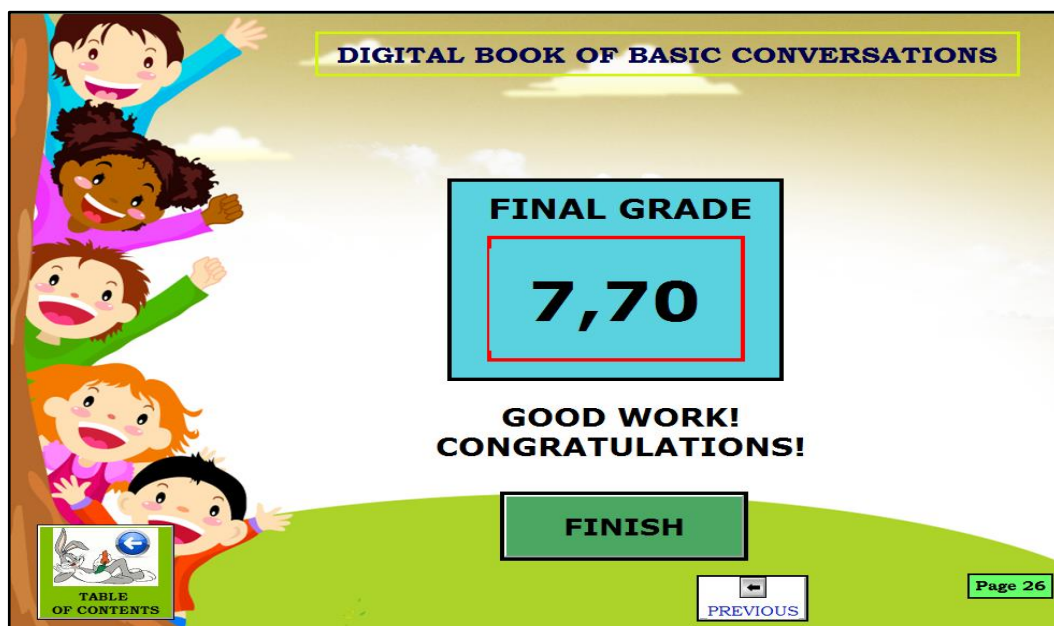 DIGITAL BOOK OF BASIC CONVERSATIONS
FINAL GRADE
7,70
GOOD WORK!
CONGRATULATIONS!
FINISH
TABLE
OF CONTENTS
PREVIOUS
Page 26